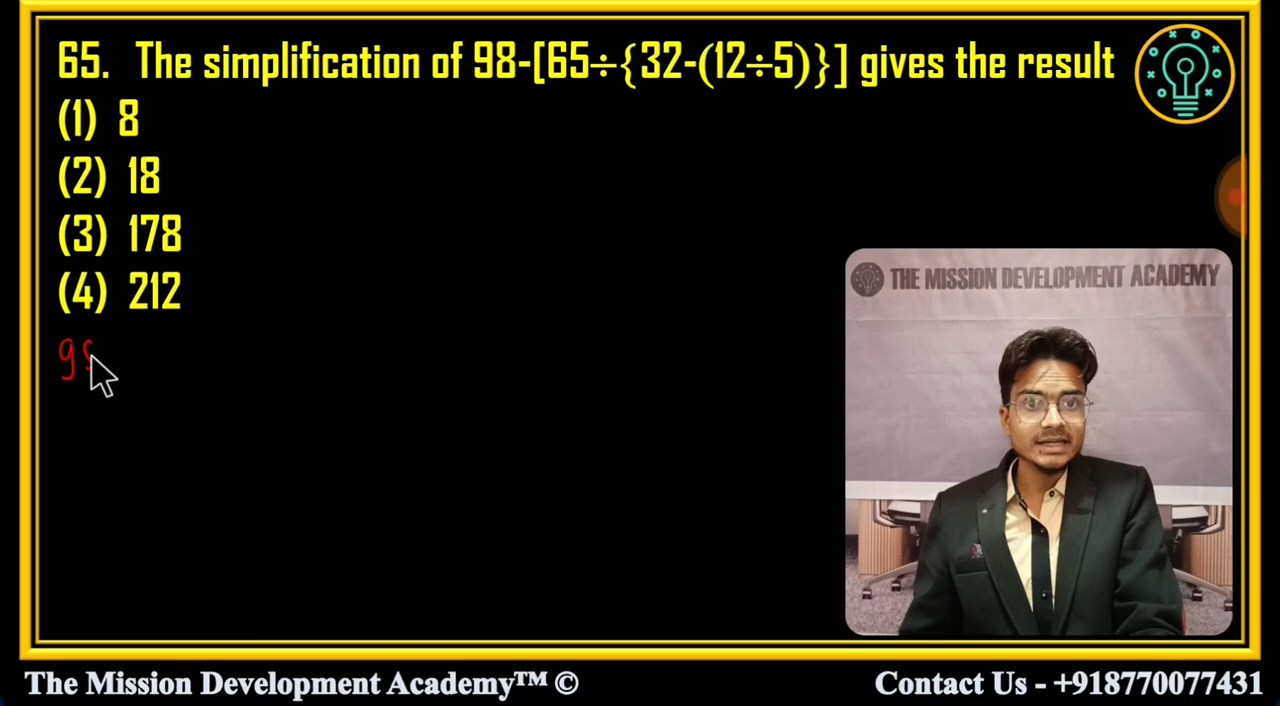 65. The simplification of 98-[65÷{32-(12÷5)}] gives the result
(1) 8
(2) 18
(3) 178
(4) 212
THE MISSION DEVELOPMENT ACADEMY
The Mission Development Academy™ ©
Contact Us - +918770077431